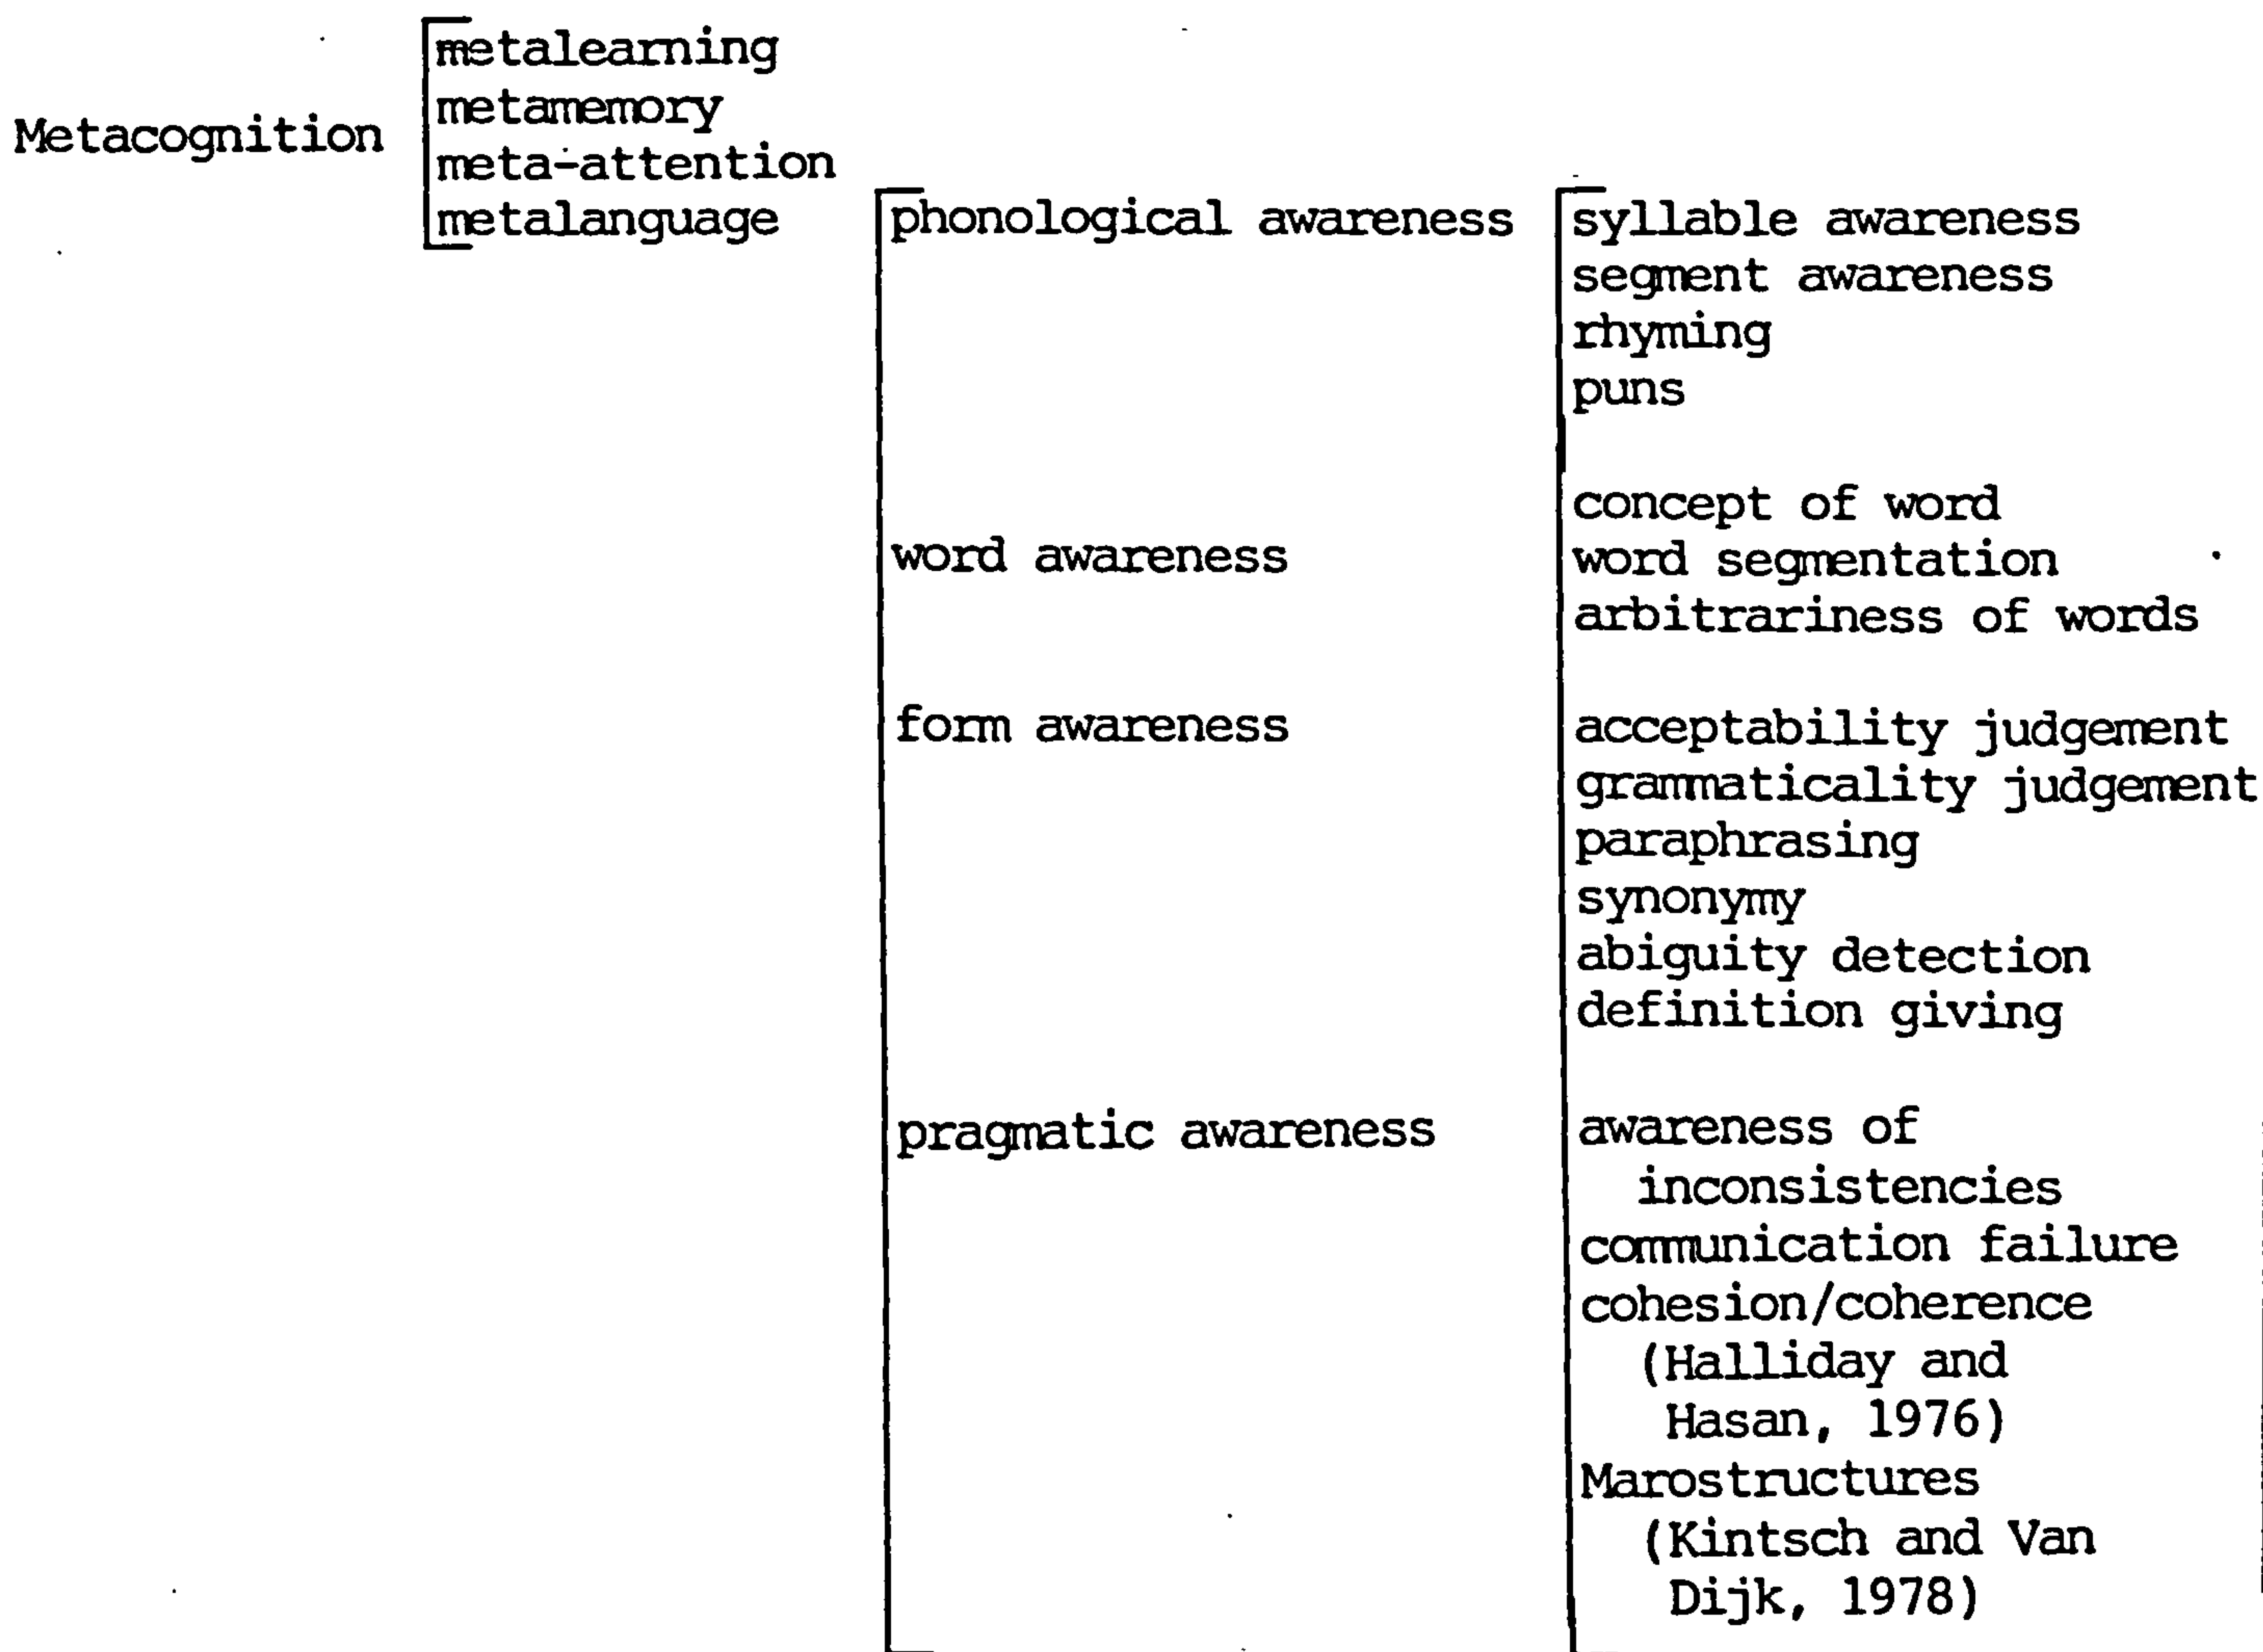 Metacognition
metalearning
metamemory
meta-attention
metalanguage
phonological awareness
syllable awareness
segment awareness
rhyming
puns
word awareness
concept of word
word segmentation
arbitrariness of words
form awareness
acceptability judgement
grammaticality judgement
paraphrasing
synonymy
abiguity detection
definition giving
pragmatic awareness
awareness of
inconsistencies
communication failure
cohesion/coherence
(Halliday and
Hasan, 1976)
Marostructures
(Kintsch and Van
Dijk, 1978)